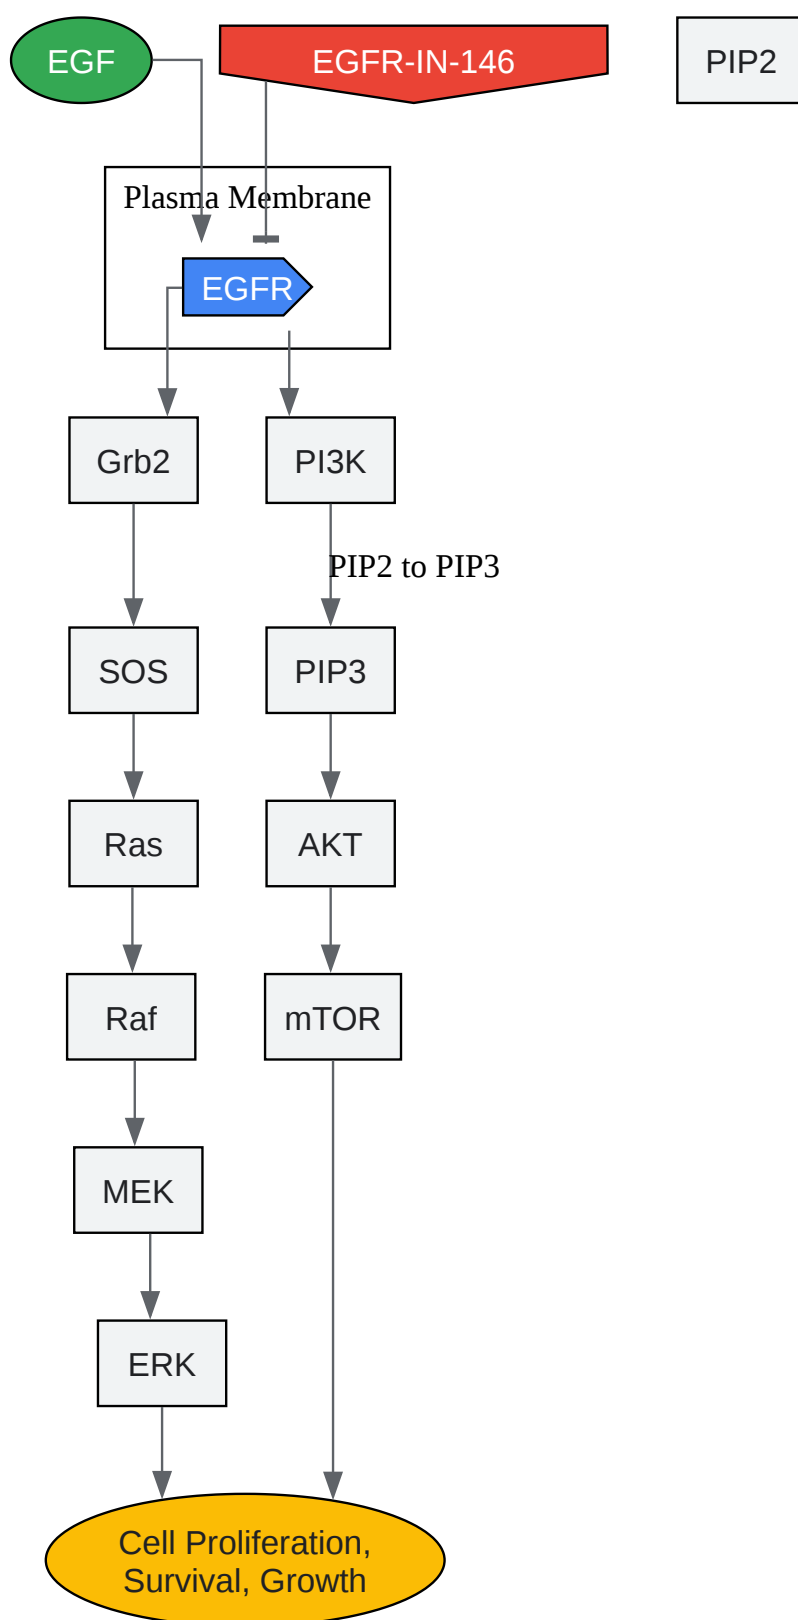 EGF
EGFR-IN-146
PIP2
Plasma Membrane
EGFR
Grb2
PI3K
PIP2 to PIP3
SOS
PIP3
Ras
AKT
Raf
mTOR
MEK
ERK
Cell Proliferation,
Survival, Growth